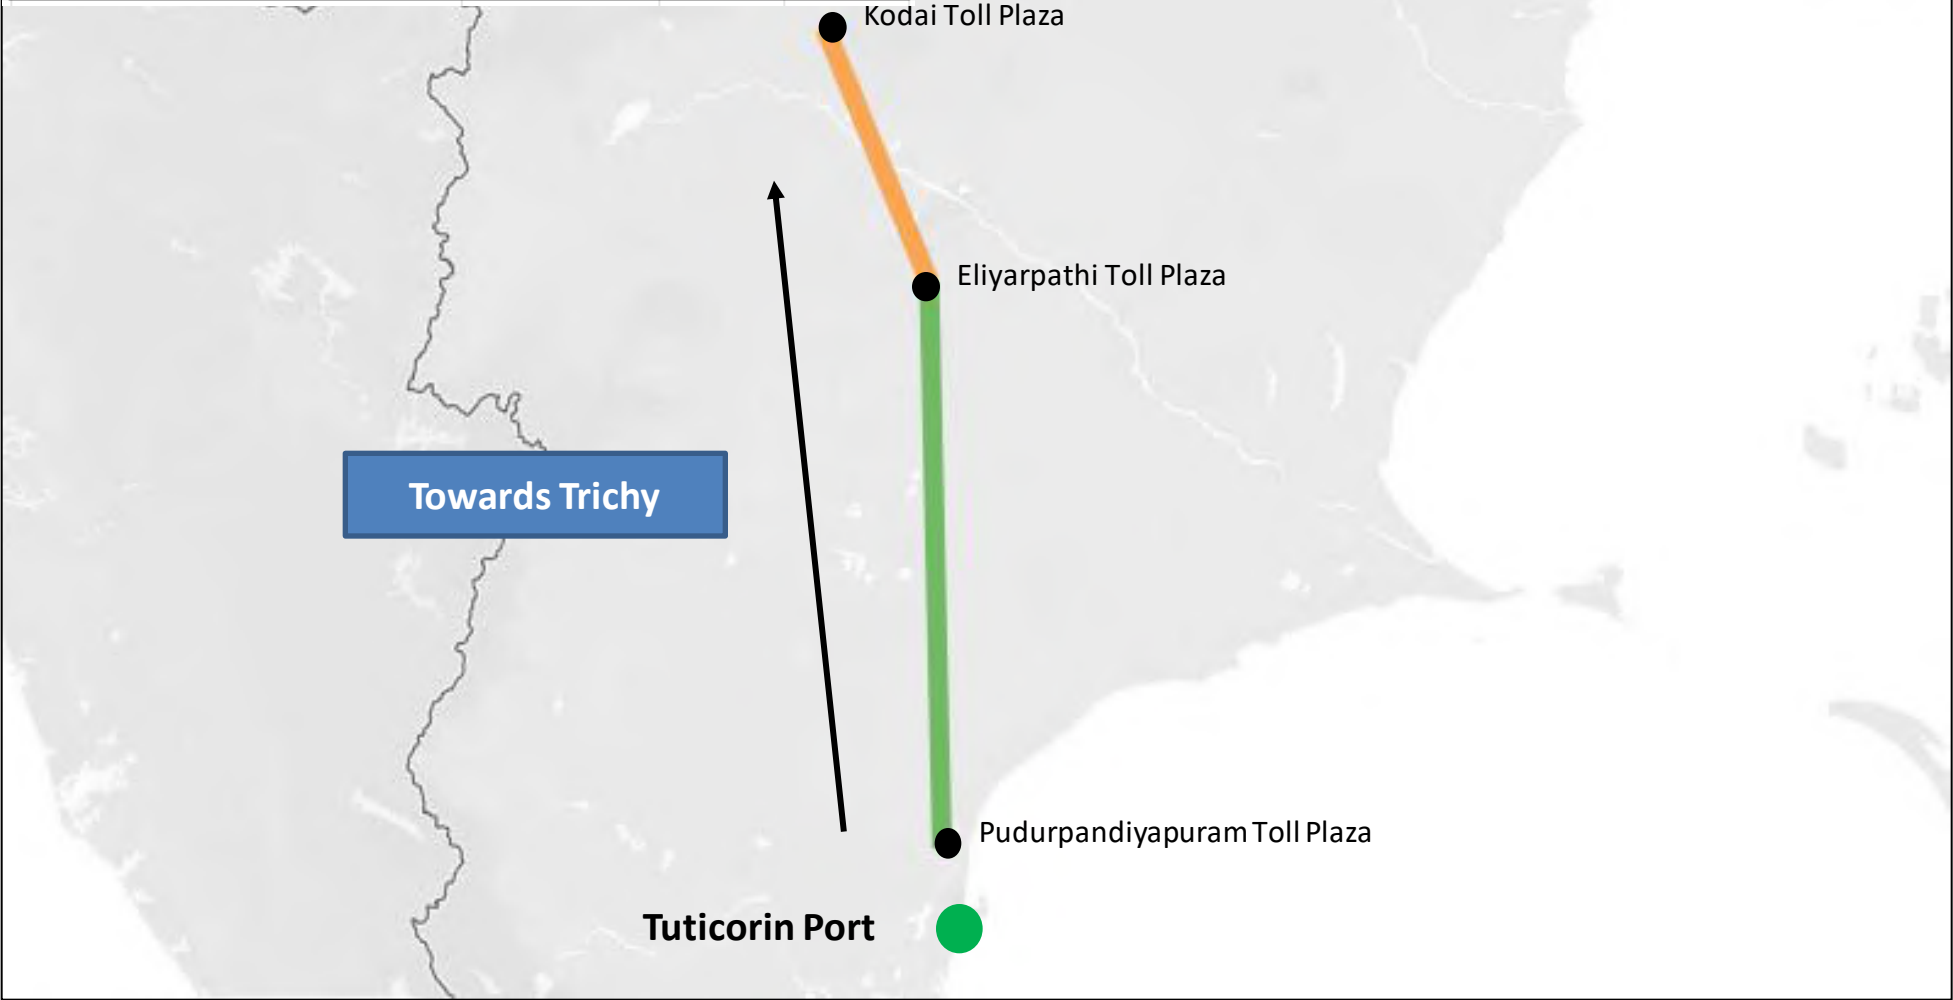 Kodai Toll Plaza
Eliyarpathi Toll Plaza
Towards Trichy
Pudurpandiyapuram Toll Plaza
Tuticorin Port